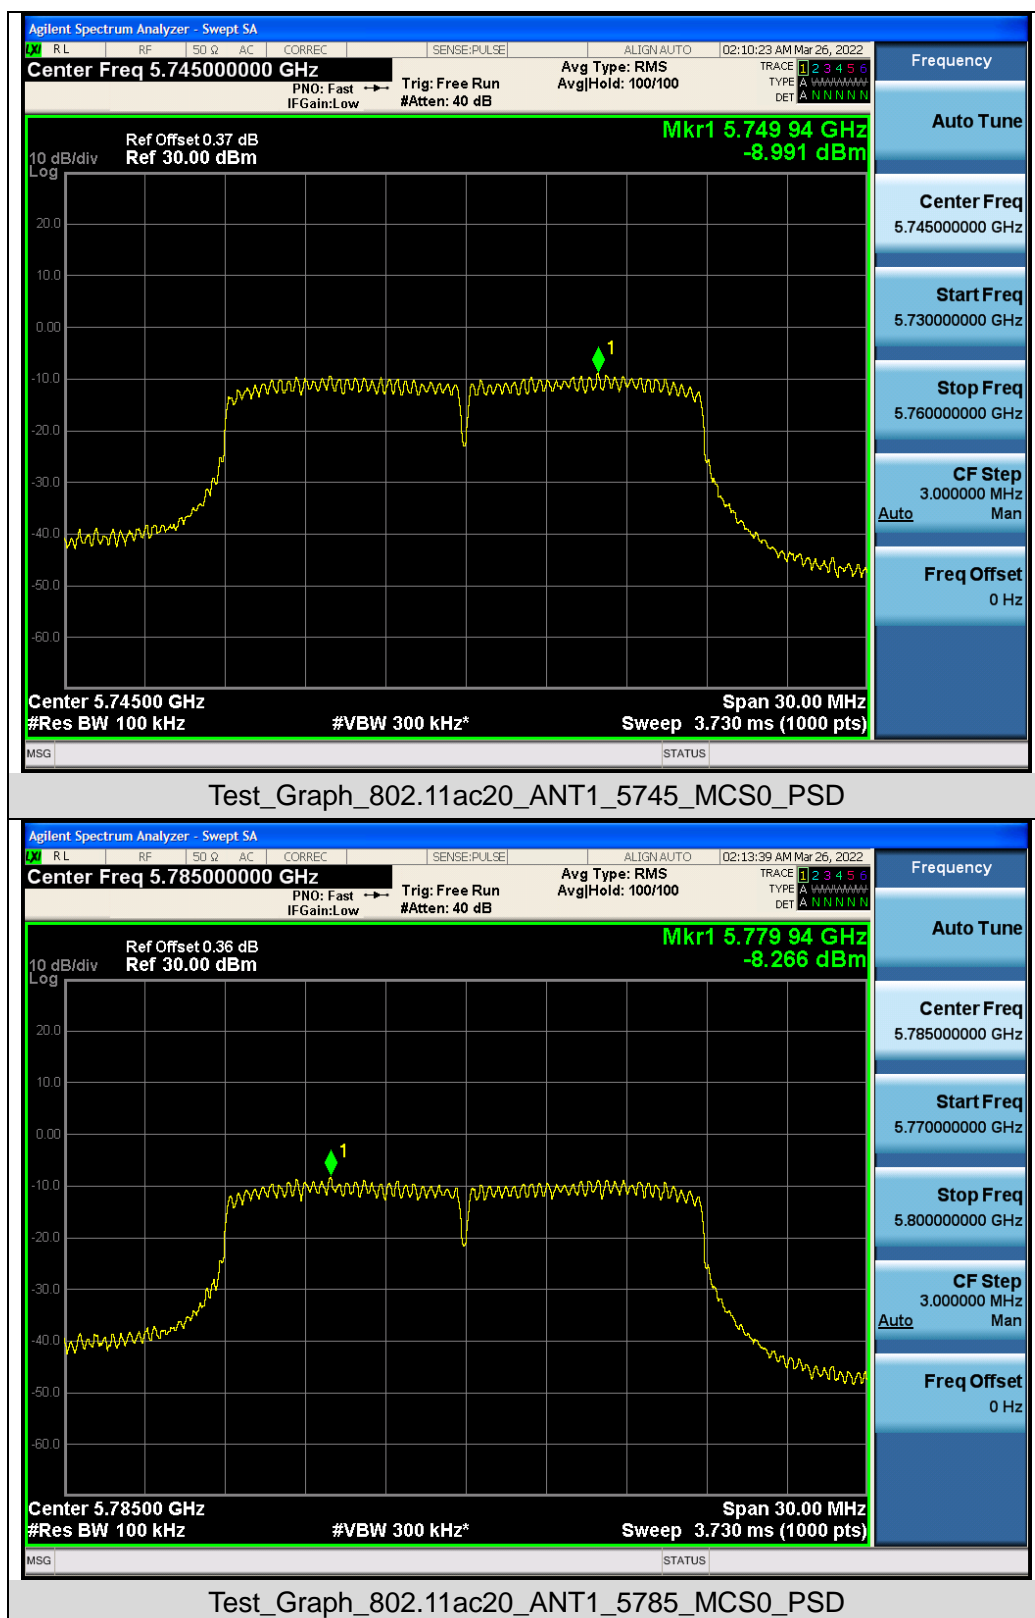 Agilent Spectrum Analyzer - Swept SA
LXI RL RF 50 Ω AC CORREC SENSE:PULSE ALIGN AUTO 02:10:23 AM Mar 26, 2022
Center Freq 5.745000000 GHz
PNO: Fast
IFGain:Low
Trig: Free Run
#Atten: 40 dB
Avg Type: RMS
Avg|Hold: 100/100
TRACE 1 2 3 4 5 6
TYPE A
DET A N N N N N
Frequency
Auto Tune
Center Freq
5.745000000 GHz
Start Freq
5.730000000 GHz
Stop Freq
5.760000000 GHz
CF Step
3.000000 MHz
Auto Man
Freq Offset
0 Hz
Mkr1 5.749 94 GHz
-8.991 dBm
Ref Offset 0.37 dB
10 dB/div Ref 30.00 dBm
Log
20.0
10.0
0.00
1
-10.0
-20.0
-30.0
-40.0
-50.0
-60.0
Center 5.74500 GHz Span 30.00 MHz
#Res BW 100 kHz #VBW 300 kHz* Sweep 3.730 ms (1000 pts)
MSG STATUS
Test_Graph_802.11ac20_ANT1_5745_MCS0_PSD
Agilent Spectrum Analyzer - Swept SA
LXI RL RF 50 Ω AC CORREC SENSE:PULSE ALIGN AUTO 02:13:39 AM Mar 26, 2022
Center Freq 5.785000000 GHz
PNO: Fast
IFGain:Low
Trig: Free Run
#Atten: 40 dB
Avg Type: RMS
Avg|Hold: 100/100
TRACE 1 2 3 4 5 6
TYPE A
DET A N N N N N
Frequency
Auto Tune
Center Freq
5.785000000 GHz
Start Freq
5.770000000 GHz
Stop Freq
5.800000000 GHz
CF Step
3.000000 MHz
Auto Man
Freq Offset
0 Hz
Mkr1 5.779 94 GHz
-8.266 dBm
Ref Offset 0.36 dB
10 dB/div Ref 30.00 dBm
Log
20.0
10.0
0.00
1
-10.0
-20.0
-30.0
-40.0
-50.0
-60.0
Center 5.78500 GHz Span 30.00 MHz
#Res BW 100 kHz #VBW 300 kHz* Sweep 3.730 ms (1000 pts)
MSG STATUS
Test_Graph_802.11ac20_ANT1_5785_MCS0_PSD